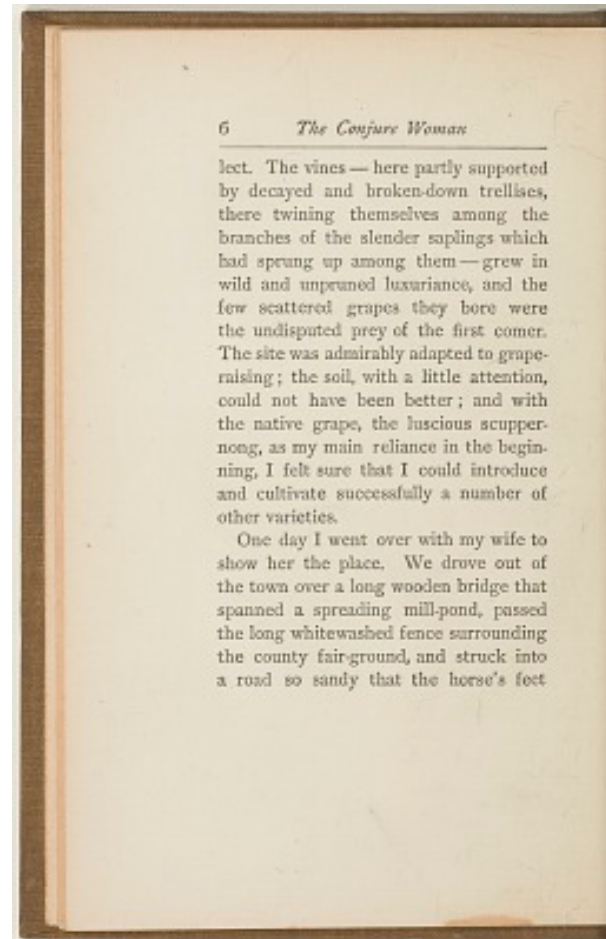 6 The Conjure Woman
lect. The vines — here partly supported
by decayed and broken-down trellises,
there twining themselves among the
branches of the slender saplings which
had sprung up among them — grew in
wild and unpruned luxuriance, and the
few scattered grapes they bore were
the undisputed prey of the first comer.
The site was admirably adapted to grape-
raising; the soil, with a little attention,
could not have been better; and with
the native grape, the luscious scupper-
nong, as my main reliance in the begin-
ning, I felt sure that I could introduce
and cultivate successfully a number of
other varieties.
One day I went over with my wife to
show her the place. We drove out of
the town over a long wooden bridge that
spanned a spreading mill-pond, passed
the long whitewashed fence surrounding
the county fair-ground, and struck into
a road so sandy that the horse's feet